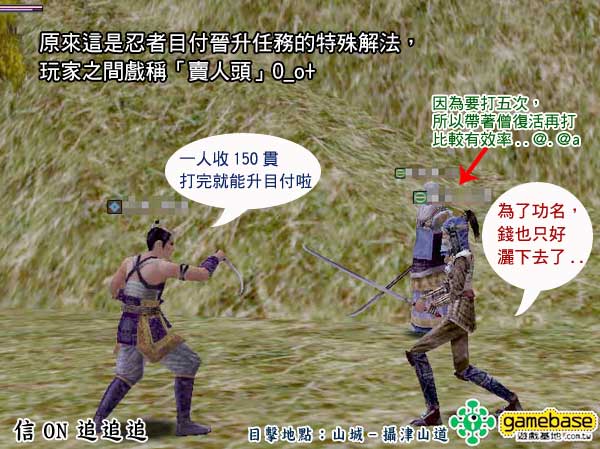 原來這是忍者目付晉升任務的特殊解法，
玩家之間戲稱「賣人頭」O_o+
因為要打五次，
所以帶著僧復活再打
比較有效率..@.@a
一人收 150 貫
打完就能升目付啦
為了功名，
錢也只好
灑下去了..
信 ON 追追追
目擊地點：山城－攝津山道
gamebase
遊戲基地.com.tw